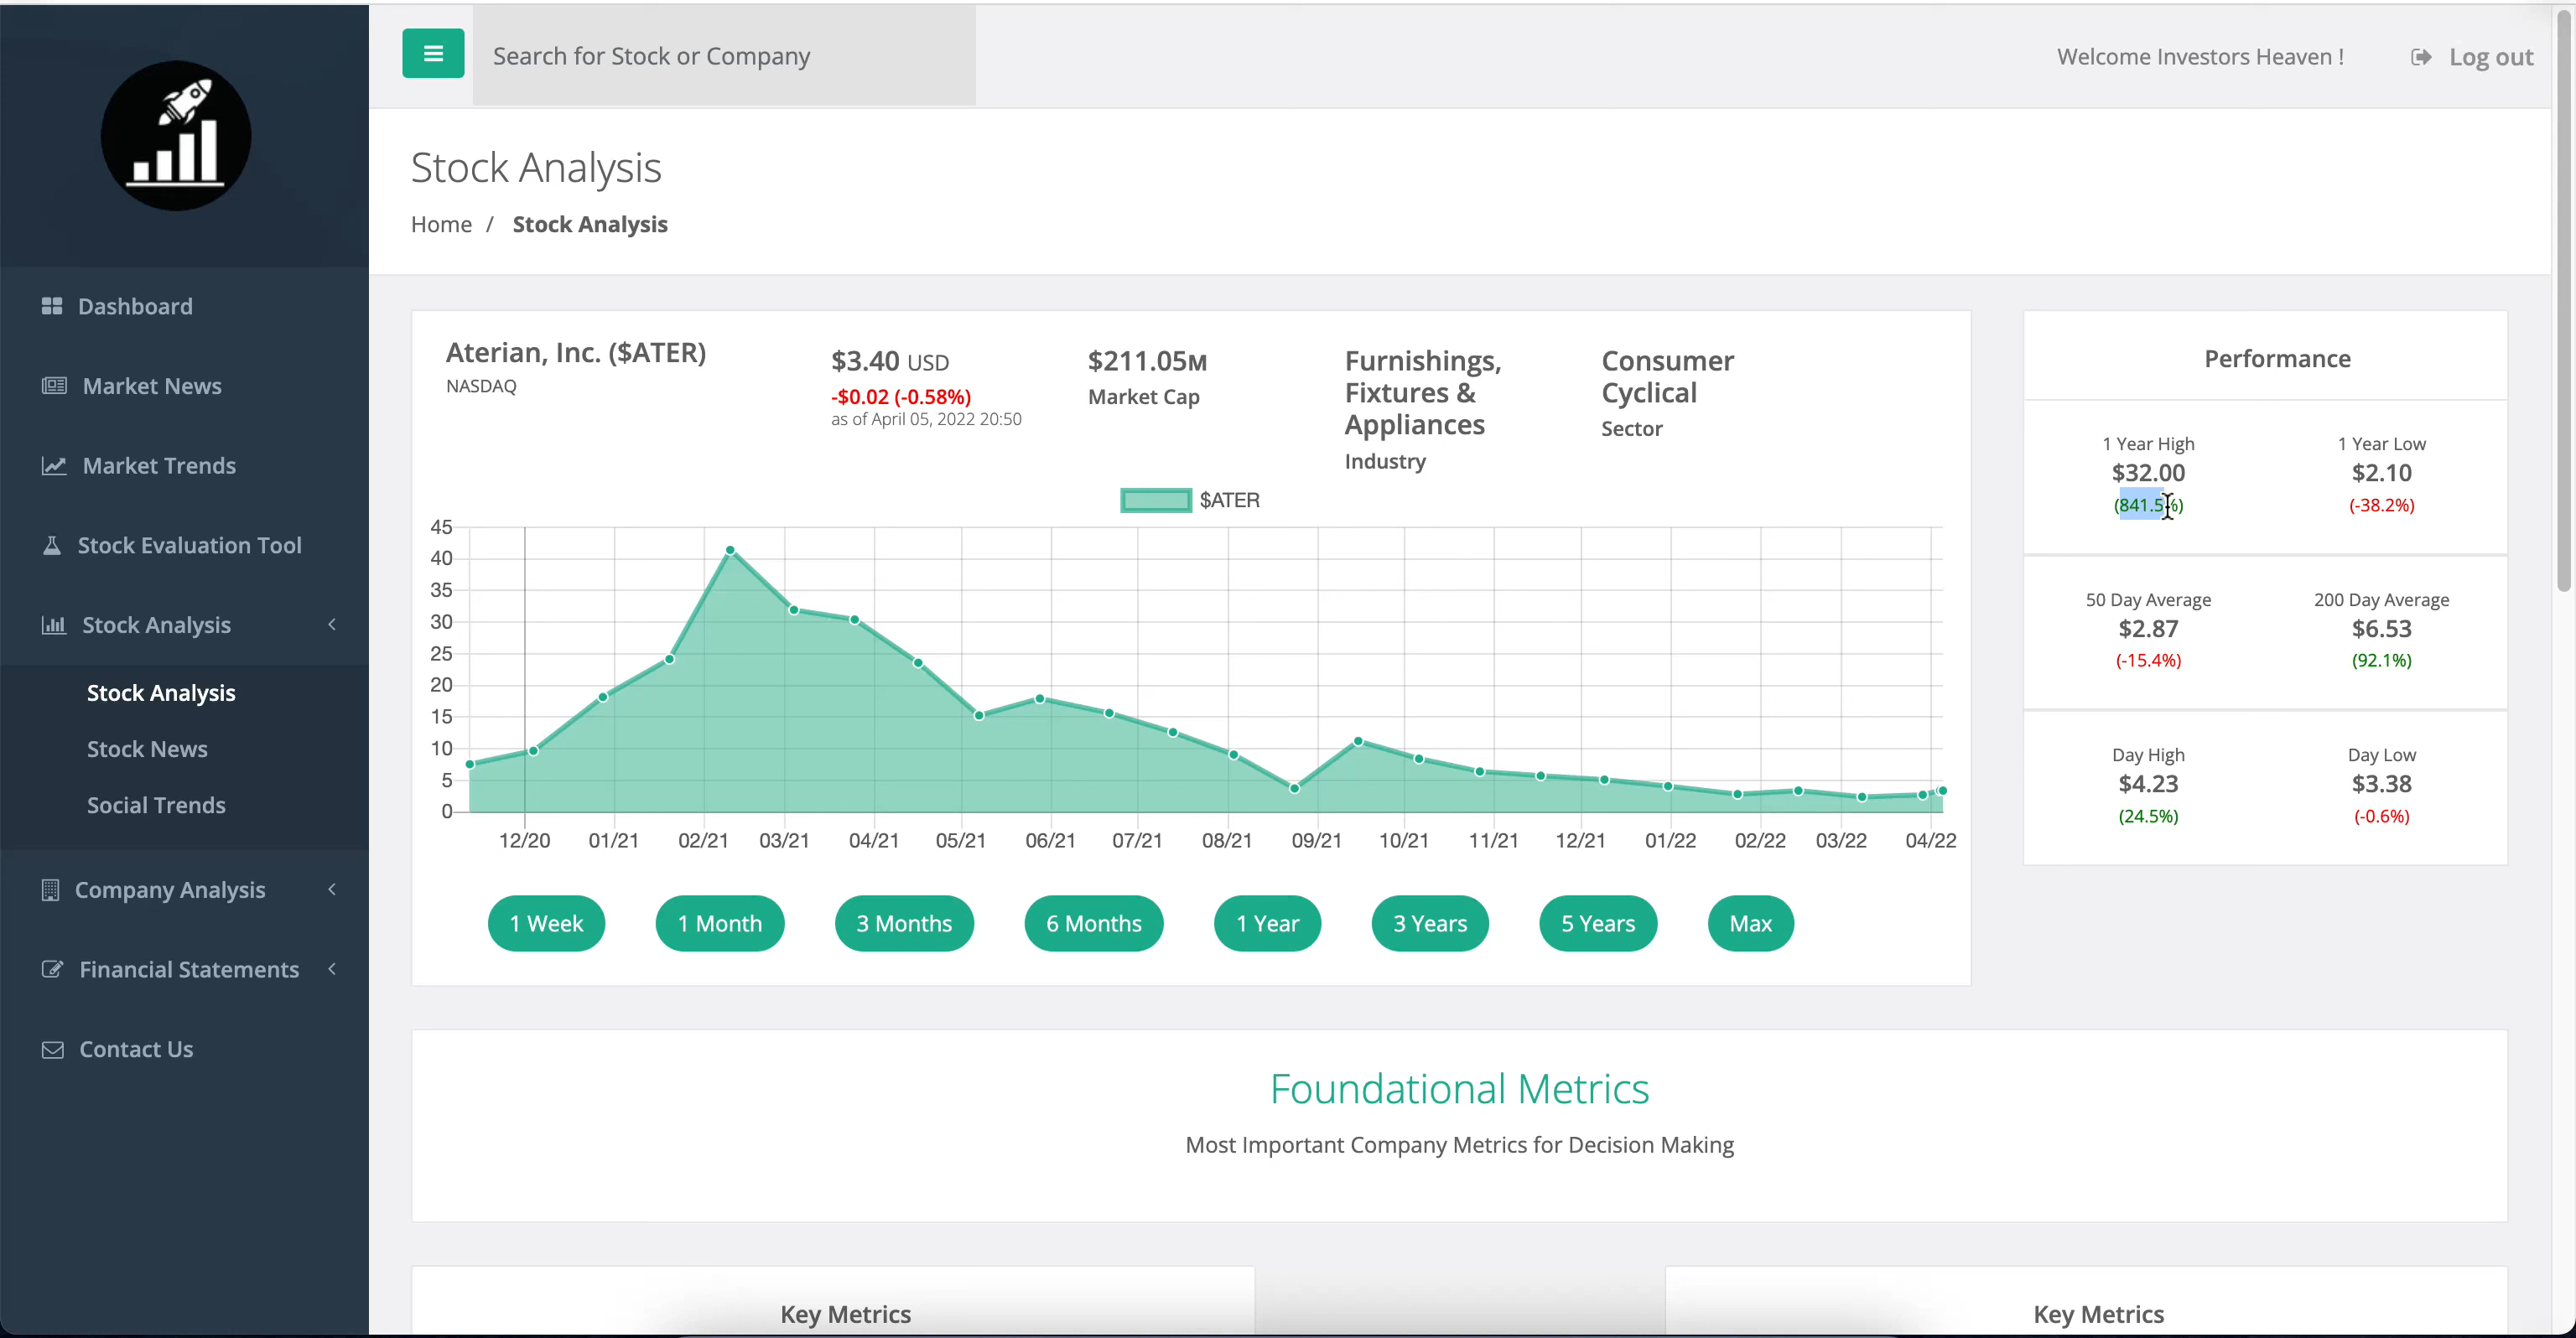 Search for Stock or Company
Welcome Investors Heaven !
Log out
Stock Analysis
Home / Stock Analysis
Dashboard
Market News
Market Trends
Stock Evaluation Tool
Stock Analysis
Stock Analysis
Stock News
Social Trends
Company Analysis
Financial Statements
Contact Us
Aterian, Inc. ($ATER)
NASDAQ
$3.40 USD
-$0.02 (-0.58%)
as of April 05, 2022 20:50
$211.05M
Market Cap
Furnishings,
Fixtures &
Appliances
Industry
Consumer
Cyclical
Sector
$ATER
45
40
35
30
25
20
15
10
5
0
12/20 01/21 02/21 03/21 04/21 05/21 06/21 07/21 08/21 09/21 10/21 11/21 12/21 01/22 02/22 03/22 04/22
1 Week 1 Month 3 Months 6 Months 1 Year 3 Years 5 Years Max
Performance
1 Year High
$32.00
(841.5%)
1 Year Low
$2.10
(-38.2%)
50 Day Average
$2.87
(-15.4%)
200 Day Average
$6.53
(92.1%)
Day High
$4.23
(24.5%)
Day Low
$3.38
(-0.6%)
Foundational Metrics
Most Important Company Metrics for Decision Making
Key Metrics
Key Metrics